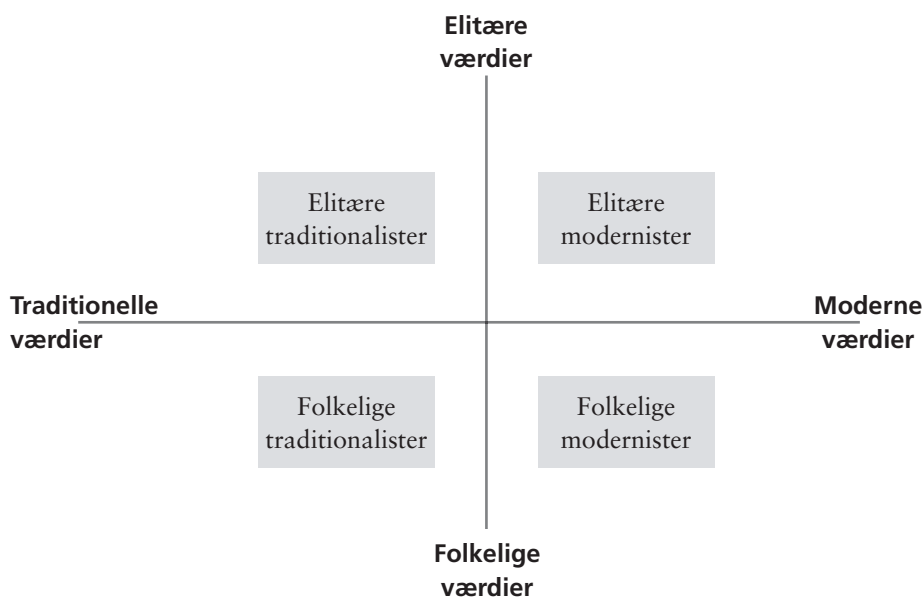 Elitære
værdier
Elitære
traditionalister
Elitære
modernister
Traditionelle
værdier
Moderne
værdier
Folkelige
traditionalister
Folkelige
modernister
Folkelige
værdier